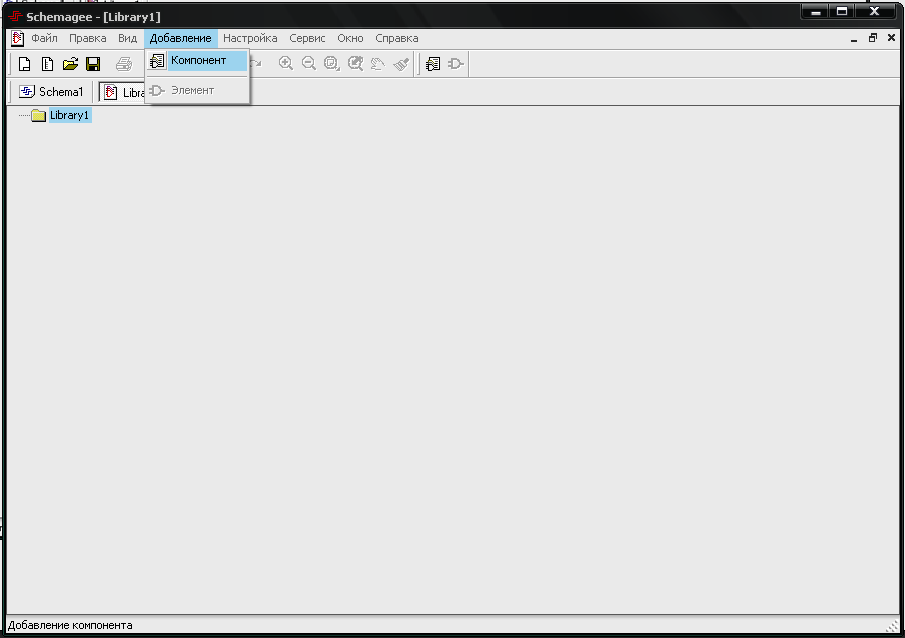 Schemagee - [Library1]
Файл Правка Вид Добавление Настройка Сервис Окно Справка
Компонент
Schema1
Элемент
Library1
Добавление компонента